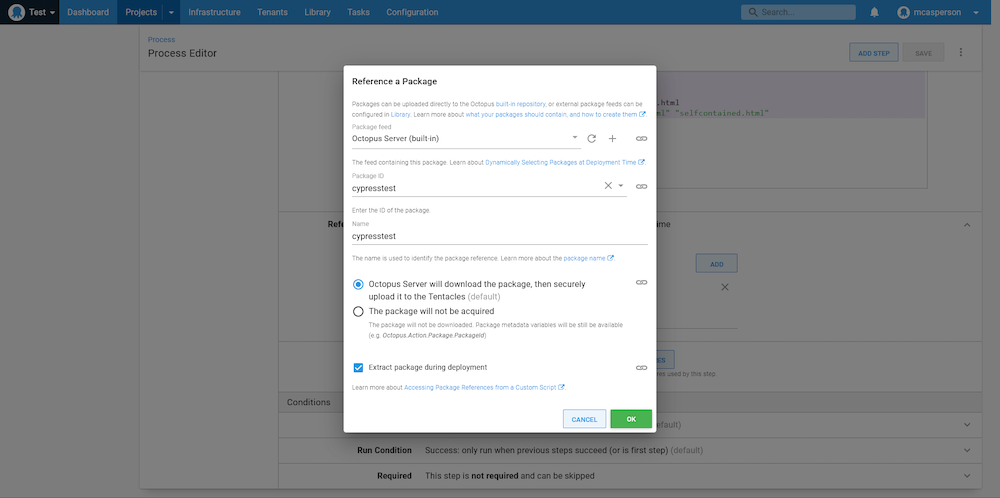 Test Dashboard Projects Infrastructure Tenants Library Tasks Configuration Search... mcasperson
Process
Process Editor
ADD STEP SAVE
.html
ml" "selfcontained.html"
Reference a Package
Packages can be uploaded directly to the Octopus built-in repository, or external package feeds can be
configured in Library. Learn more about what your packages should contain, and how to create them
Package feed
Octopus Server (built-in)
The feed containing this package. Learn about Dynamically Selecting Packages at Deployment Time
Package ID
cypresstest
Enter the ID of the package
Name
cypresstest
The name is used to identify the package reference. Learn more about the package name
Octopus Server will download the package, then securely
upload it to the Tentacles (default)
The package will not be acquired
The package will not be downloaded. Package metadata variables will be still be available
(e.g. Octopus.Action.Package.PackageId)
Extract package during deployment
Learn more about Accessing Package References from a Custom Script
CANCEL OK
Refe
ime
ADD
ES
res used by this step.
Conditions
efault)
Run Condition Success: only run when previous steps succeed (or is first step) (default)
Required This step is not required and can be skipped